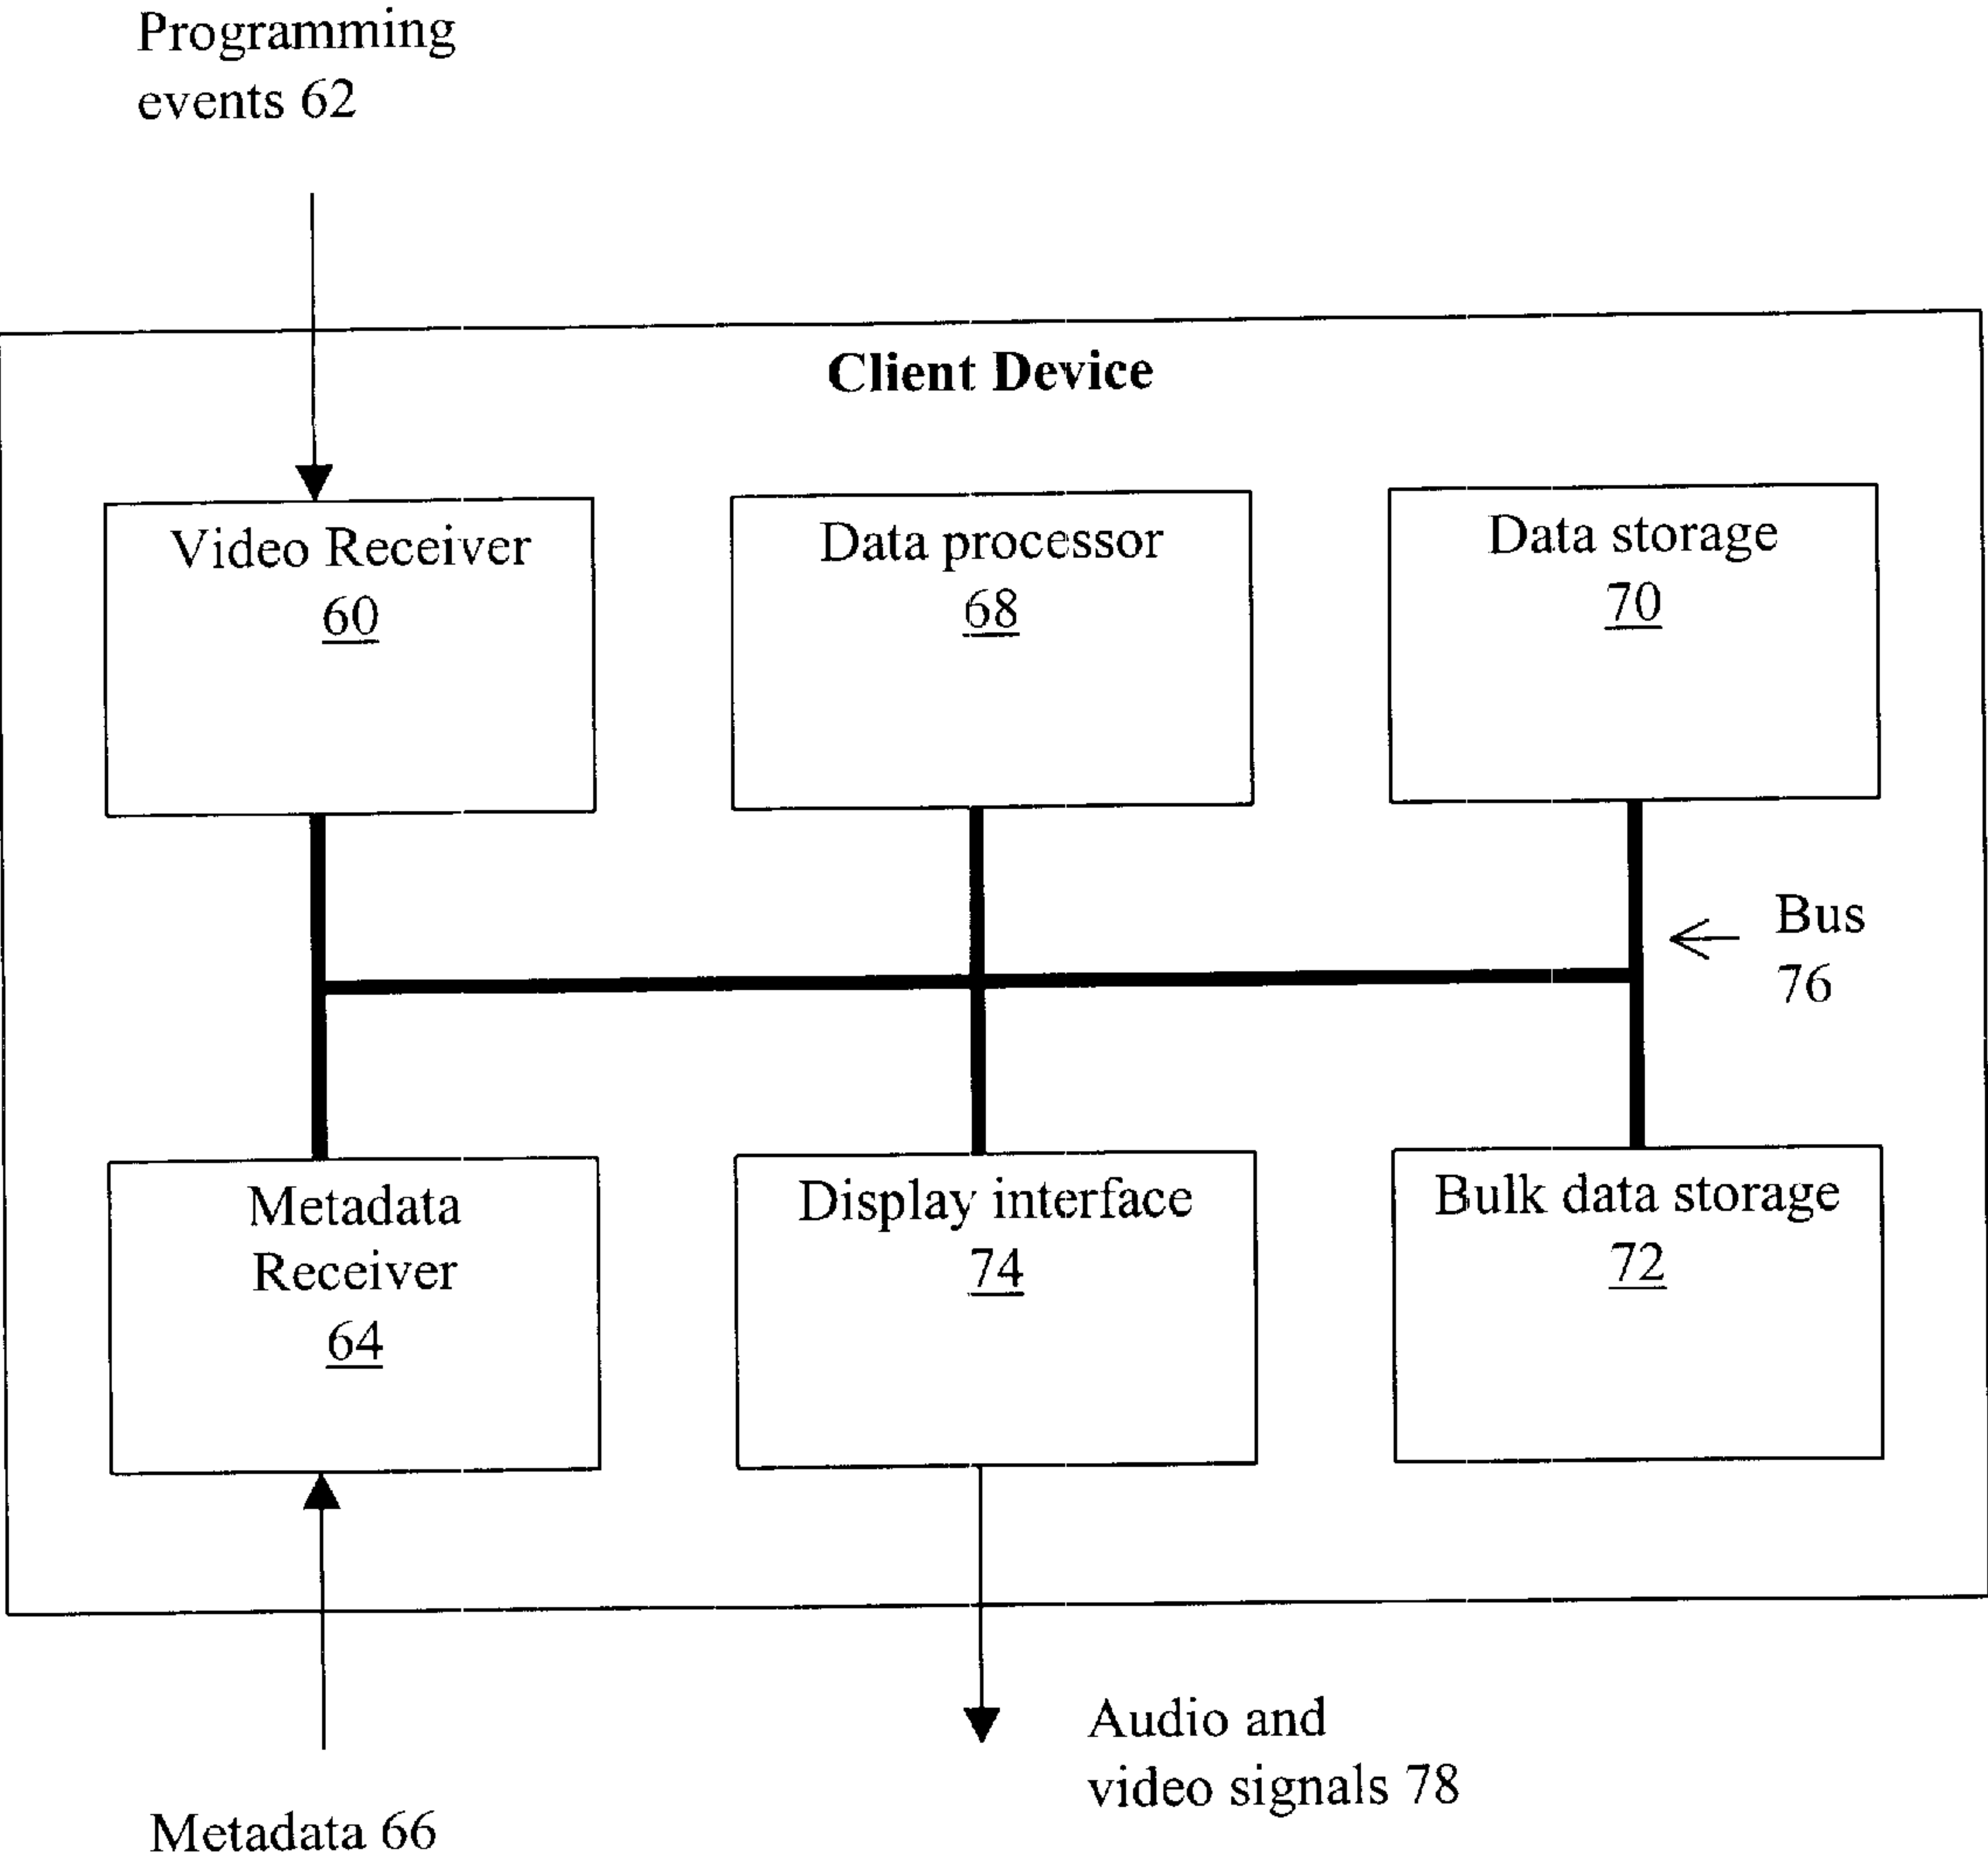 Programming
events 62
Client Device
Video Receiver
60
Data processor
68
Data storage
70
Bus
76
Metadata
Receiver
64
Display interface
74
Bulk data storage
72
Audio and
video signals 78
Metadata 66